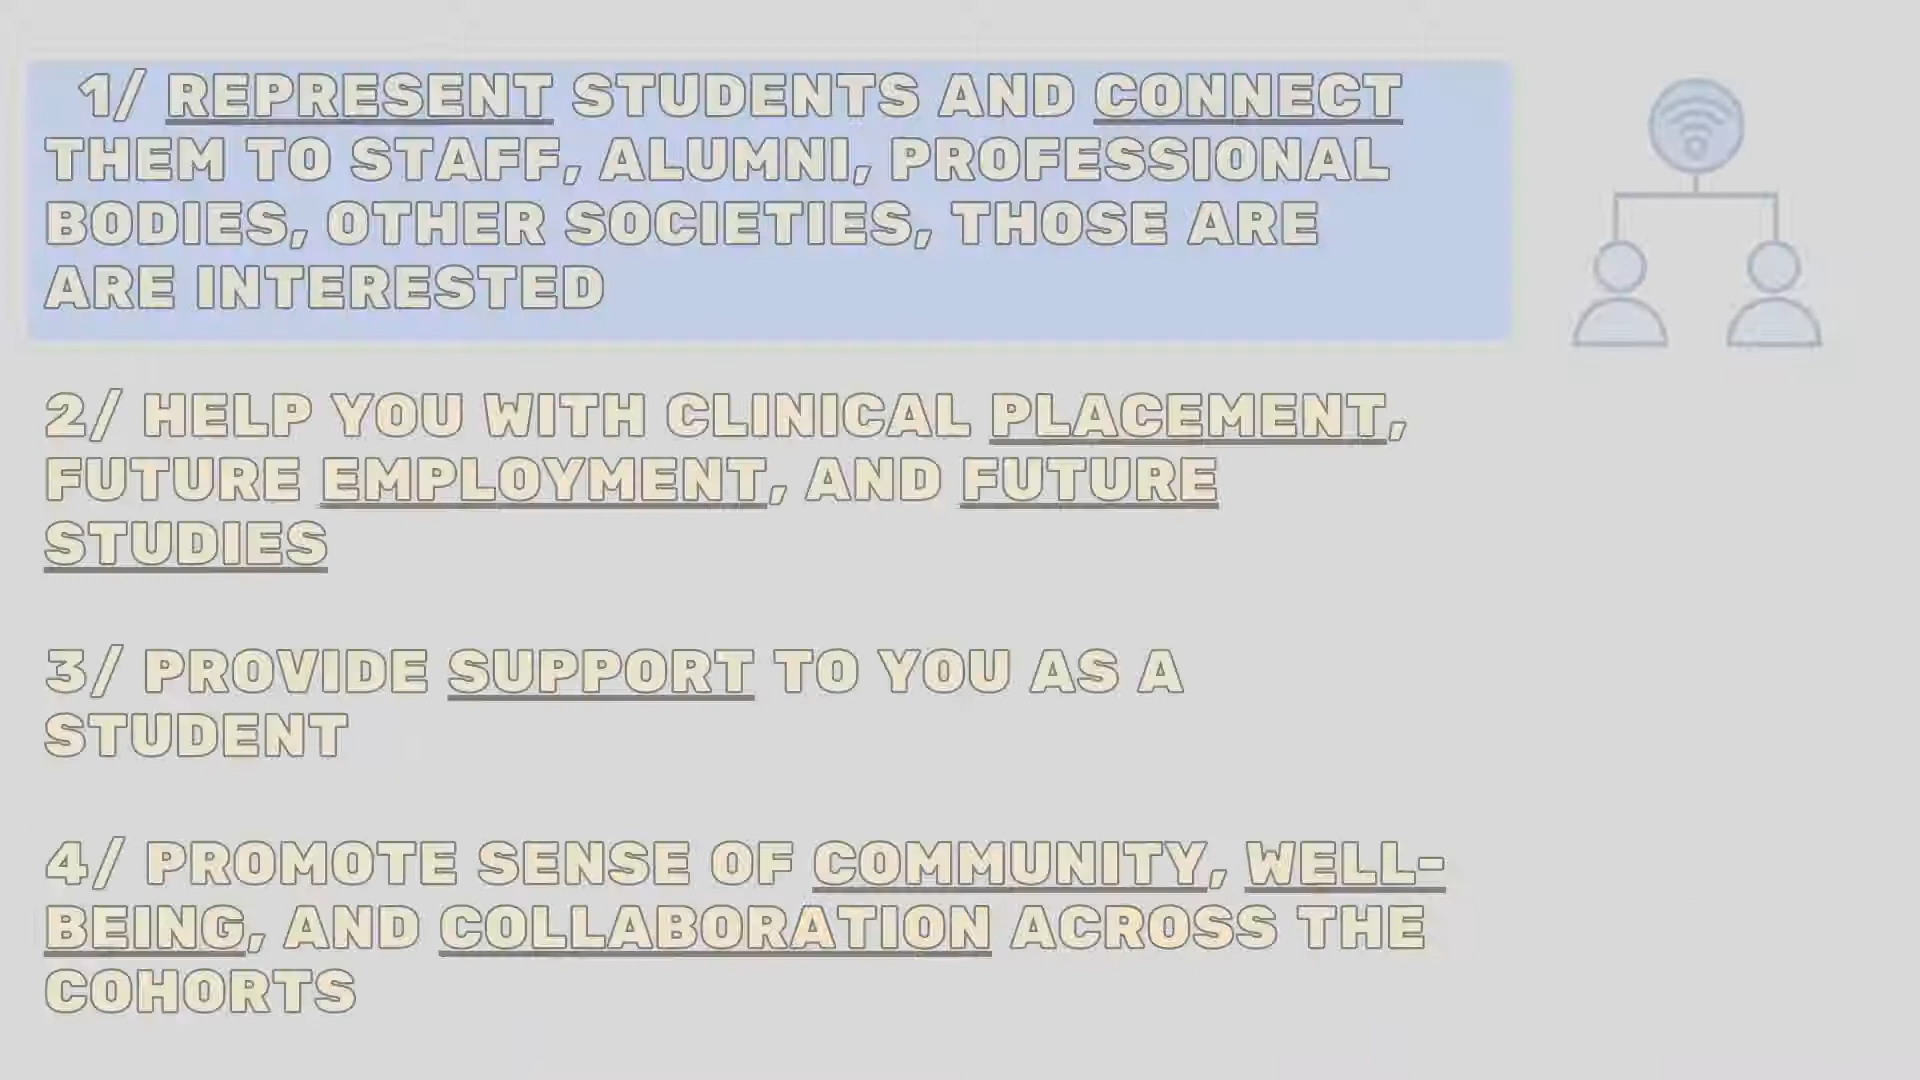 1/ REPRESENT STUDENTS AND CONNECT
THEM TO STAFF, ALUMNI, PROFESSIONAL
BODIES, OTHER SOCIETIES, THOSE ARE
ARE INTERESTED
2/ HELP YOU WITH CLINICAL PLACEMENT,
FUTURE EMPLOYMENT, AND FUTURE
STUDIES
3/ PROVIDE SUPPORT TO YOU AS A
STUDENT
4/ PROMOTE SENSE OF COMMUNITY, WELL-
BEING, AND COLLABORATION ACROSS THE
COHORTS